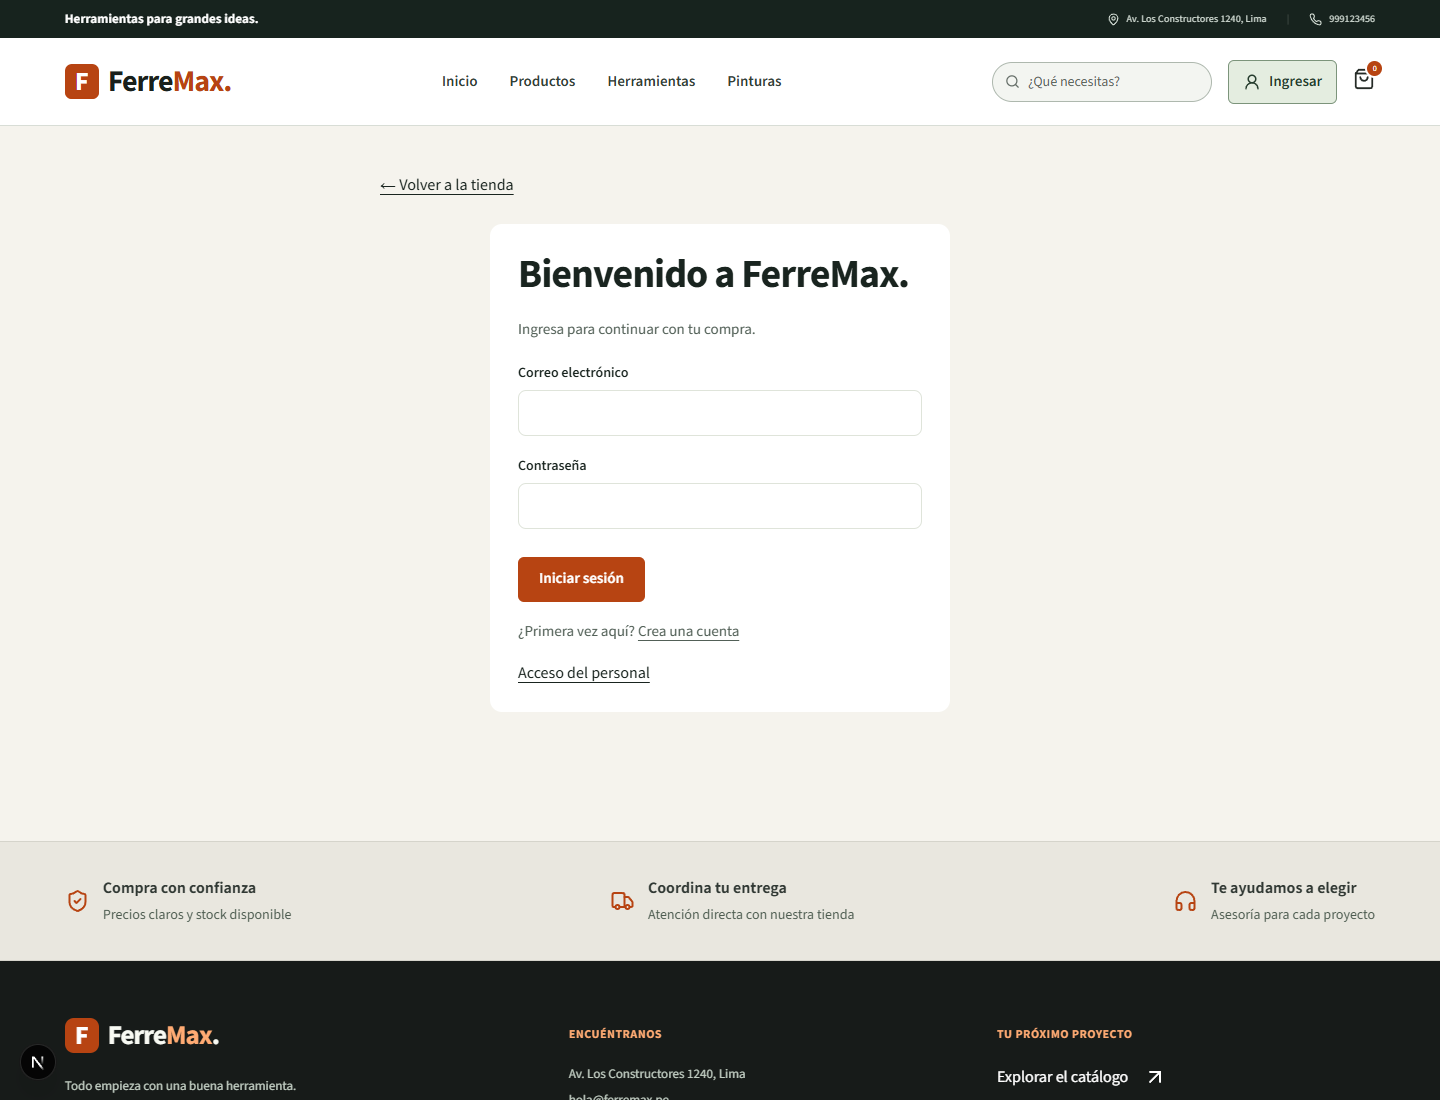 Herramientas para grandes ideas.
Av. Los Constructores 1240, Lima
999123456
F FerreMax.
Inicio
Productos
Herramientas
Pinturas
¿Qué necesitas?
Ingresar
0
← Volver a la tienda
Bienvenido a FerreMax.
Ingresa para continuar con tu compra.
Correo electrónico
Contraseña
Iniciar sesión
¿Primera vez aquí? Crea una cuenta
Acceso del personal
Compra con confianza
Precios claros y stock disponible
Coordina tu entrega
Atención directa con nuestra tienda
Te ayudamos a elegir
Asesoría para cada proyecto
F FerreMax.
Todo empieza con una buena herramienta.
ENCUÉNTRANOS
Av. Los Constructores 1240, Lima
hola@ferremax.pe
TU PRÓXIMO PROYECTO
Explorar el catálogo
N